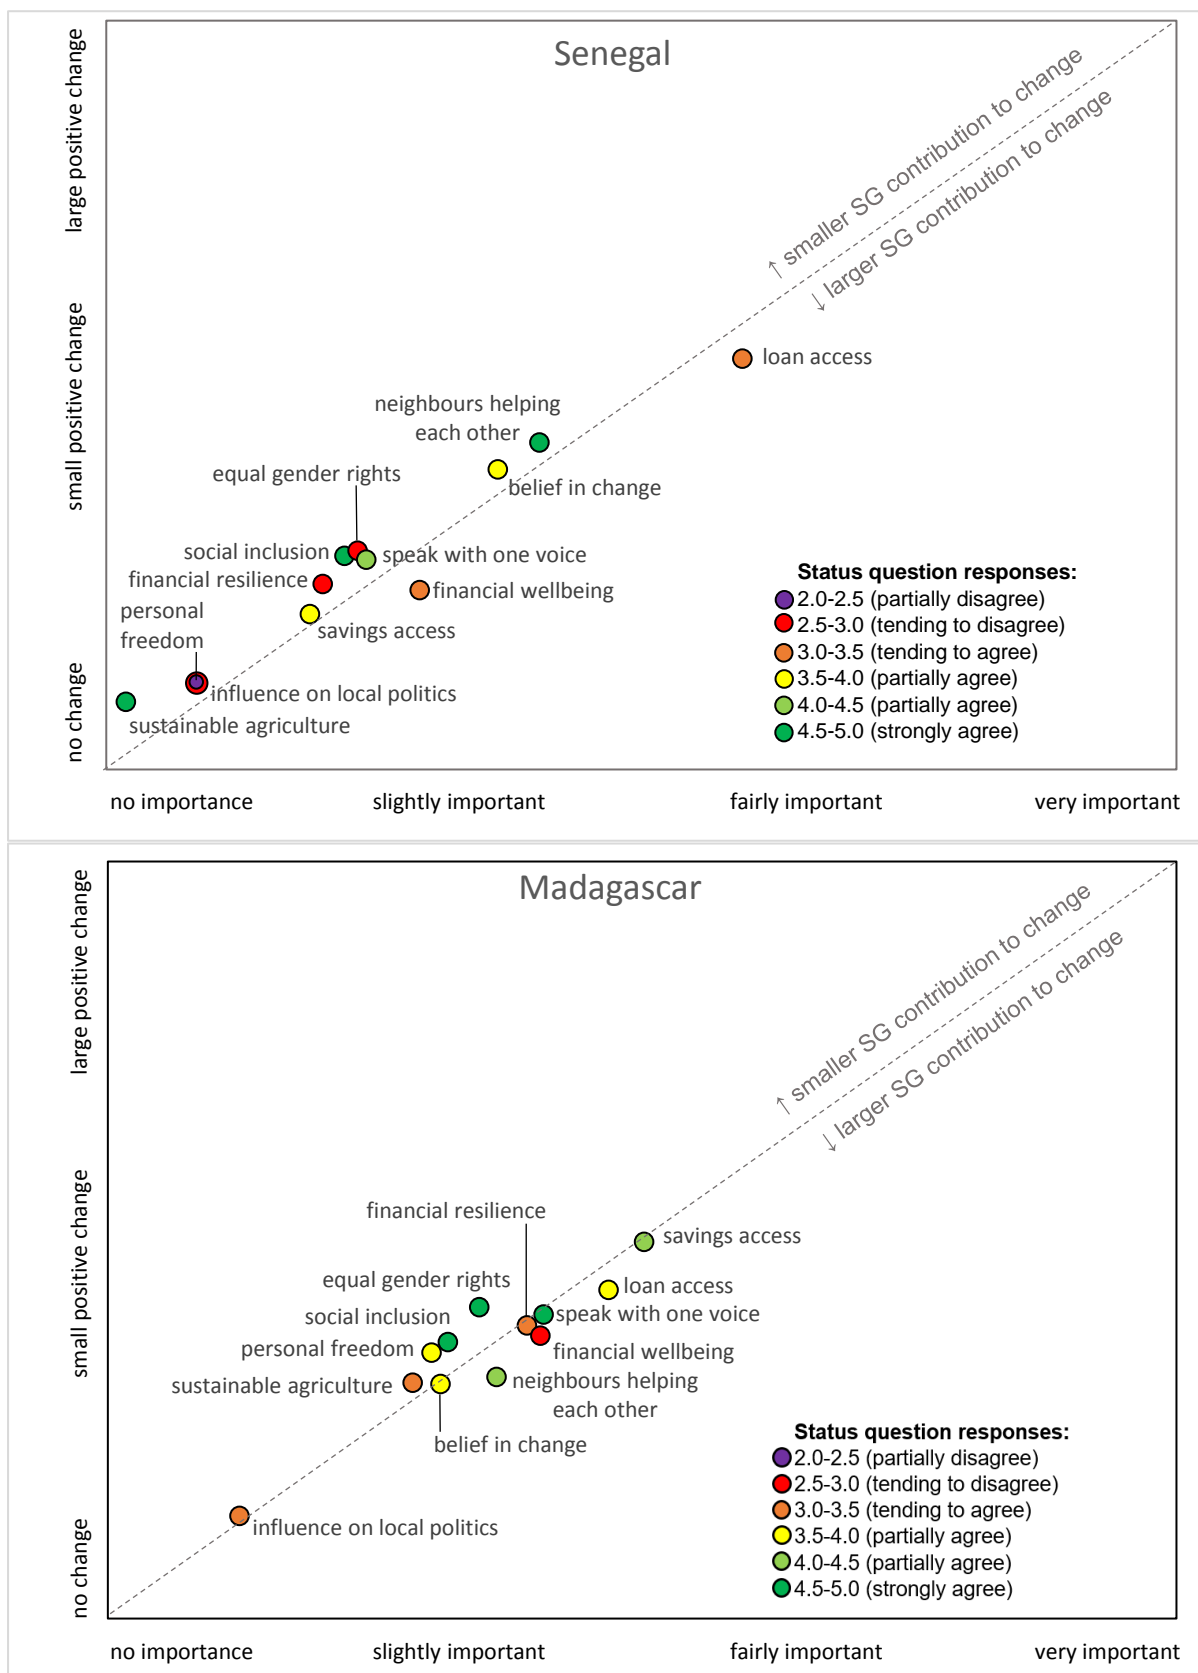 Senegal
large positive change
small positive change
no change
↑ smaller SG contribution to change
↓ larger SG contribution to change
loan access
neighbours helping
each other
belief in change
equal gender rights
social inclusion
speak with one voice
financial resilience
financial wellbeing
personal
freedom
savings access
influence on local politics
sustainable agriculture
Status question responses:
2.0-2.5 (partially disagree)
2.5-3.0 (tending to disagree)
3.0-3.5 (tending to agree)
3.5-4.0 (partially agree)
4.0-4.5 (partially agree)
4.5-5.0 (strongly agree)
no importance
slightly important
fairly important
very important
Madagascar
large positive change
small positive change
no change
↑ smaller SG contribution to change
↓ larger SG contribution to change
financial resilience
savings access
equal gender rights
loan access
social inclusion
speak with one voice
personal freedom
financial wellbeing
sustainable agriculture
neighbours helping
each other
belief in change
influence on local politics
Status question responses:
2.0-2.5 (partially disagree)
2.5-3.0 (tending to disagree)
3.0-3.5 (tending to agree)
3.5-4.0 (partially agree)
4.0-4.5 (partially agree)
4.5-5.0 (strongly agree)
no importance
slightly important
fairly important
very important